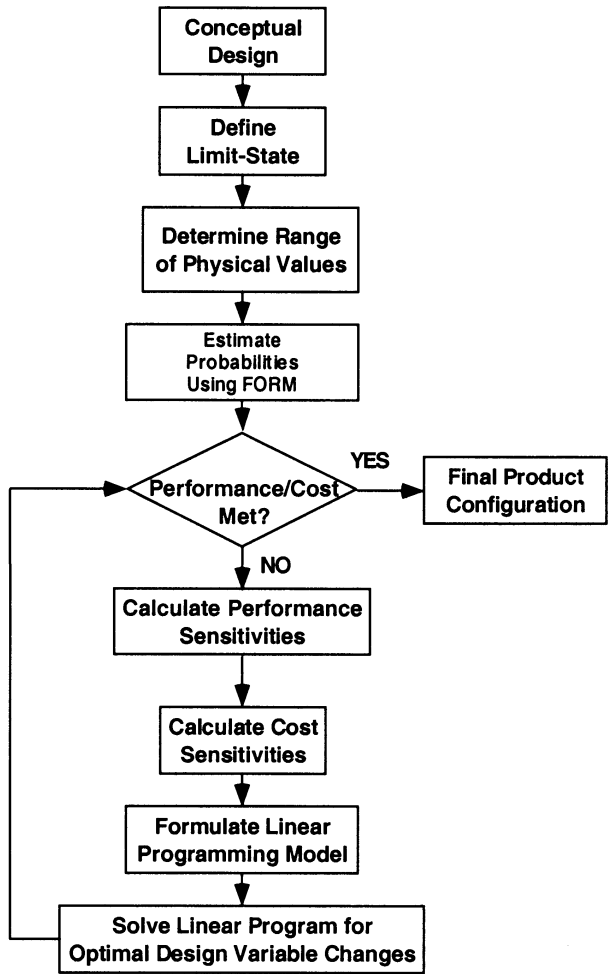 Conceptual
Design
Define
Limit-State
Determine Range
of Physical Values
Estimate
Probabilities
Using FORM
Performance/Cost
Met?
YES
Final Product
Configuration
NO
Calculate Performance
Sensitivities
Calculate Cost
Sensitivities
Formulate Linear
Programming Model
Solve Linear Program for
Optimal Design Variable Changes